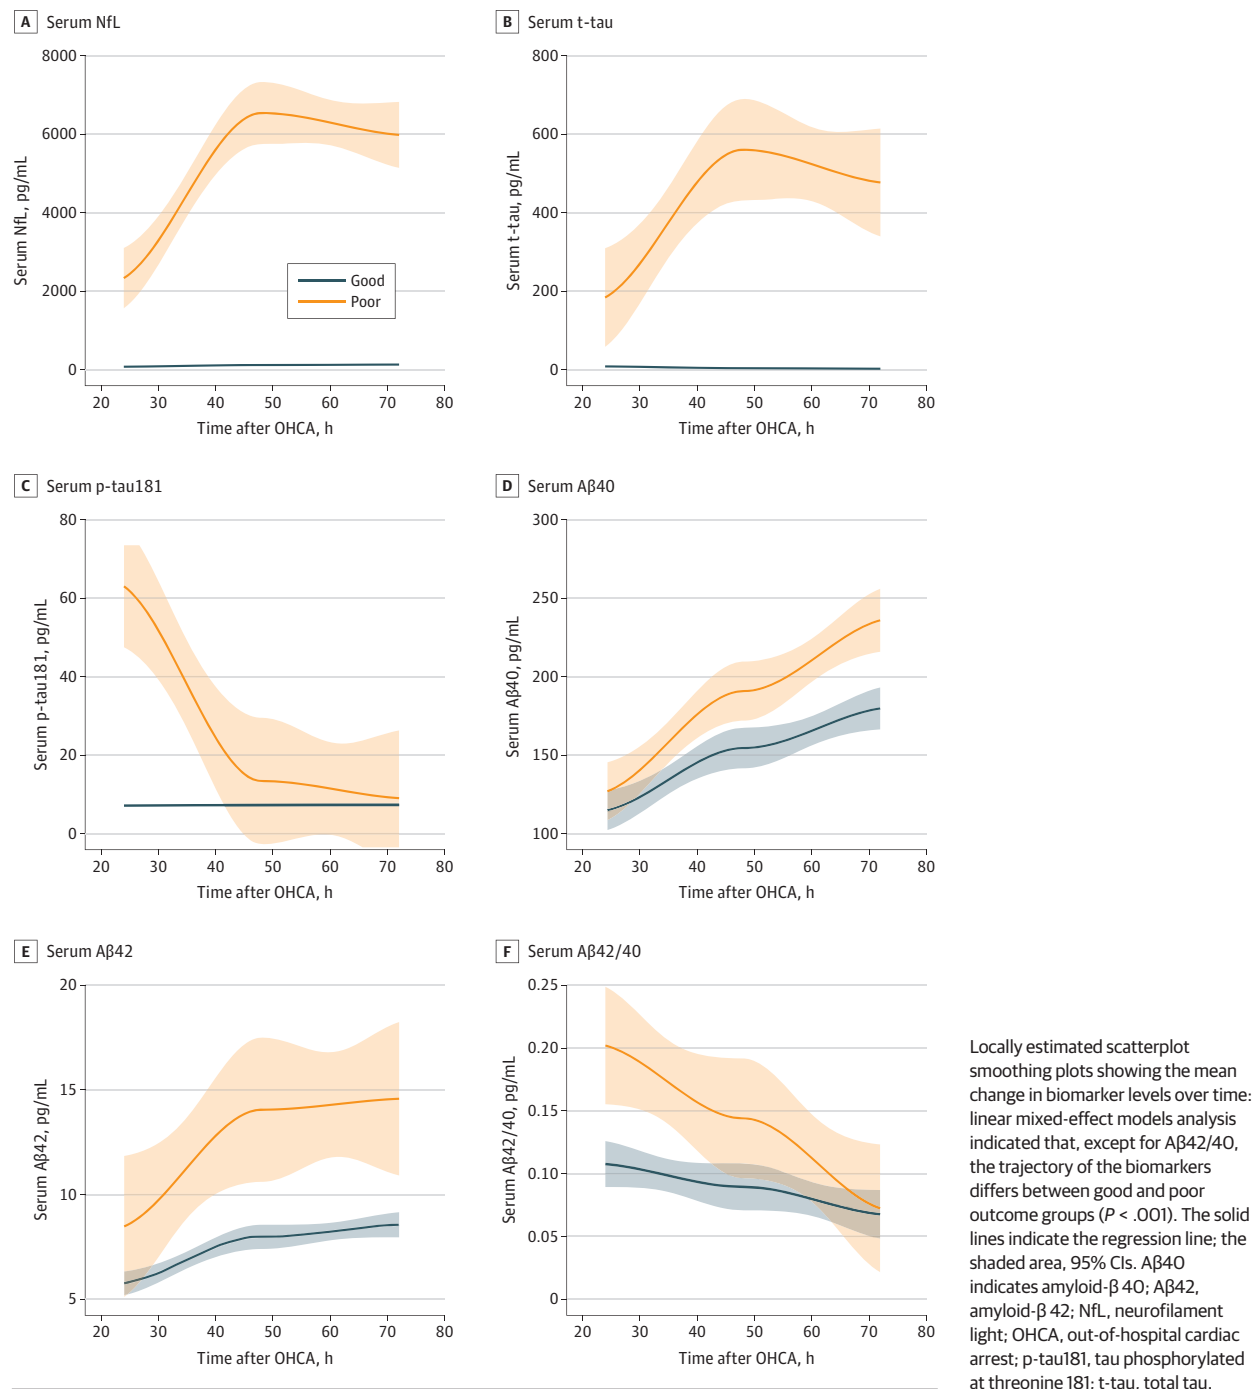 A Serum NfL
8000
6000
4000
2000
0
Serum NfL, pg/mL
Good
Poor
20 30 40 50 60 70 80
Time after OHCA, h
B Serum t-tau
800
600
400
200
0
Serum t-tau, pg/mL
20 30 40 50 60 70 80
Time after OHCA, h
C Serum p-tau181
80
60
40
20
0
Serum p-tau181, pg/mL
20 30 40 50 60 70 80
Time after OHCA, h
D Serum Aβ40
300
250
200
150
100
Serum Aβ40, pg/mL
20 30 40 50 60 70 80
Time after OHCA, h
E Serum Aβ42
20
15
10
5
Serum Aβ42, pg/mL
20 30 40 50 60 70 80
Time after OHCA, h
F Serum Aβ42/40
0.25
0.20
0.15
0.10
0.05
0
Serum Aβ42/40, pg/mL
20 30 40 50 60 70 80
Time after OHCA, h
Locally estimated scatterplot
smoothing plots showing the mean
change in biomarker levels over time:
linear mixed-effect models analysis
indicated that, except for Aβ42/40,
the trajectory of the biomarkers
differs between good and poor
outcome groups (P < .001). The solid
lines indicate the regression line; the
shaded area, 95% CIs. Aβ40
indicates amyloid-β 40; Aβ42,
amyloid-β 42; NfL, neurofilament
light; OHCA, out-of-hospital cardiac
arrest; p-tau181, tau phosphorylated
at threonine 181; t-tau, total tau.